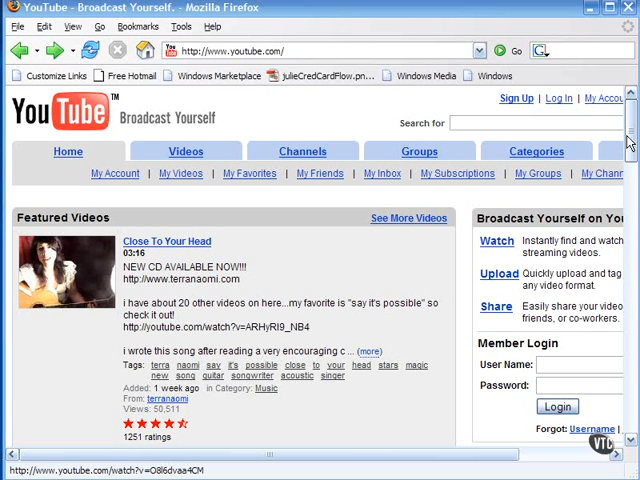 YouTube - Broadcast Yourself. - Mozilla Firefox
File Edit View Go Bookmarks Tools Help
http://www.youtube.com/ Go G
Customize Links Free Hotmail Windows Marketplace julieCredCardFlow.pn... Windows Media Windows
YouTube™ Broadcast Yourself
Sign Up | Log In | My Accou
Search for
Home Videos Channels Groups Categories
My Account | My Videos | My Favorites | My Friends | My Inbox | My Subscriptions | My Groups | My Chann
Featured Videos See More Videos
Close To Your Head
03:16
NEW CD AVAILABLE NOW!!!
http://www.terranaomi.com
i have about 20 other videos on here...my favorite is "say it's possible" so
check it out!
http://youtube.com/watch?v=ARHyRI9_NB4
i wrote this song after reading a very encouraging c ... (more)
Tags: terra naomi say it's possible close to your head stars magic
new song guitar songwriter acoustic singer
Added: 1 week ago in Category: Music
From: terranaomi
Views: 50,511
1251 ratings
Broadcast Yourself on You
Watch Instantly find and watch
streaming videos.
Upload Quickly upload and tag
any video format.
Share Easily share your video
friends, or co-workers.
Member Login
User Name:
Password:
Login
Forgot: Username |
VTC
http://www.youtube.com/watch?v=O8l6dvaa4CM